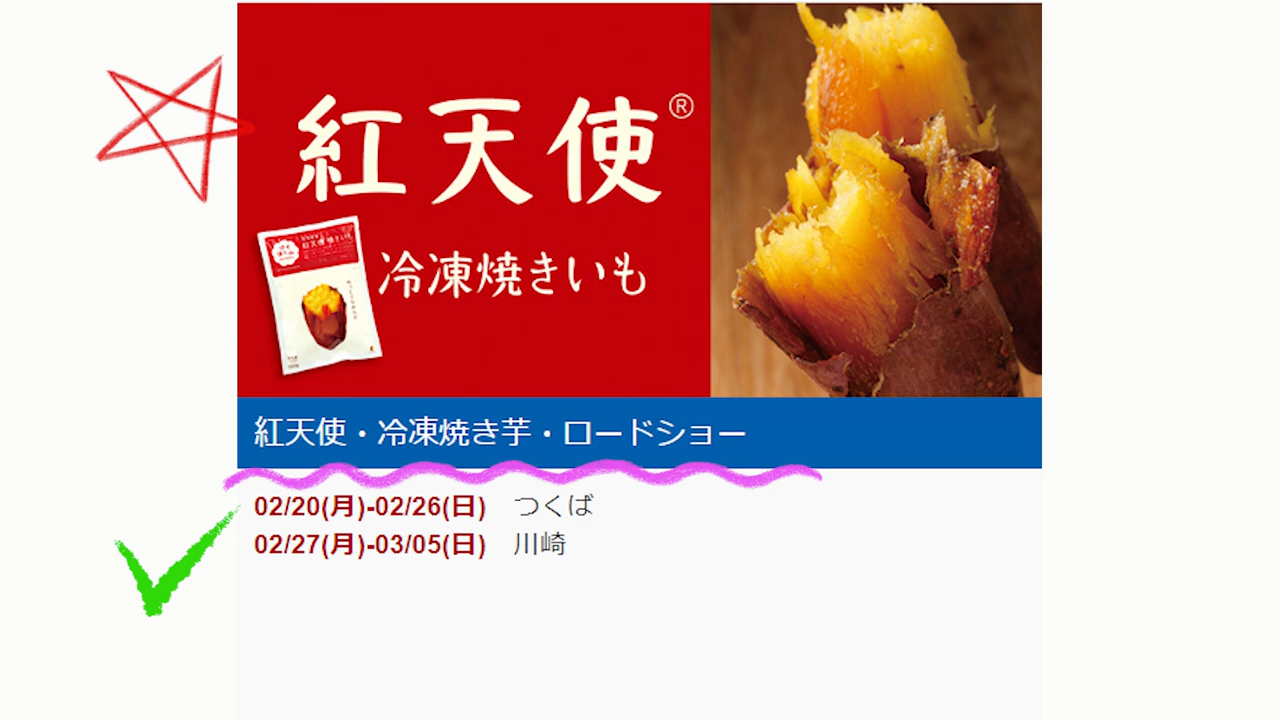 紅天使®
冷凍焼きいも
紅天使・冷凍焼き芋・ロードショー
02/20(月)-02/26(日) つくば
02/27(月)-03/05(日) 川崎